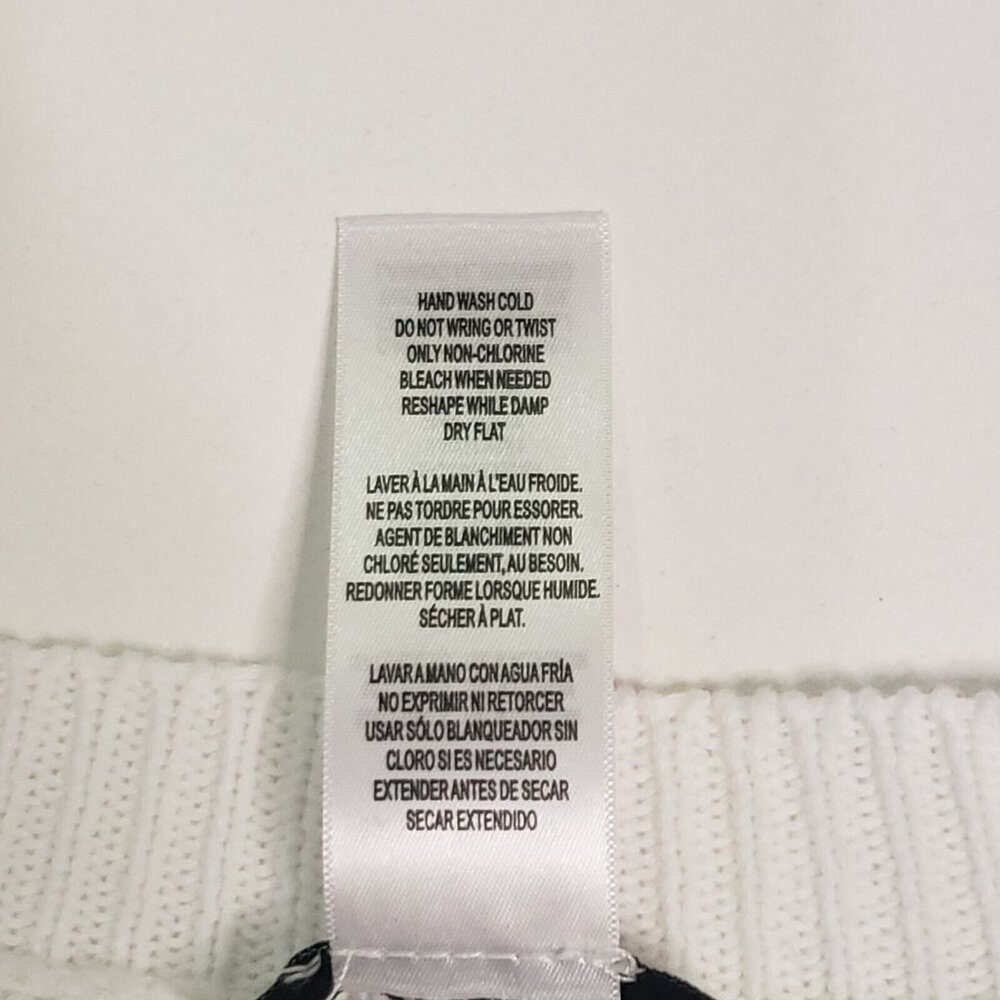 HAND WASH COLD
DO NOT WRING OR TWIST
ONLY NON-CHLORINE
BLEACH WHEN NEEDED
RESHAPE WHILE DAMP
DRY FLAT
LAVER À LA MAIN À L'EAU FROIDE.
NE PAS TORDRE POUR ESSORER.
AGENT DE BLANCHIMENT NON
CHLORÉ SEULEMENT, AU BESOIN.
REDONNER FORME LORSQUE HUMIDE.
SÉCHER À PLAT.
LAVAR A MANO CON AGUA FRÍA
NO EXPRIMIR NI RETORCER
USAR SÓLO BLANQUEADOR SIN
CLORO SI ES NECESARIO
EXTENDER ANTES DE SECAR
SECAR EXTENDIDO